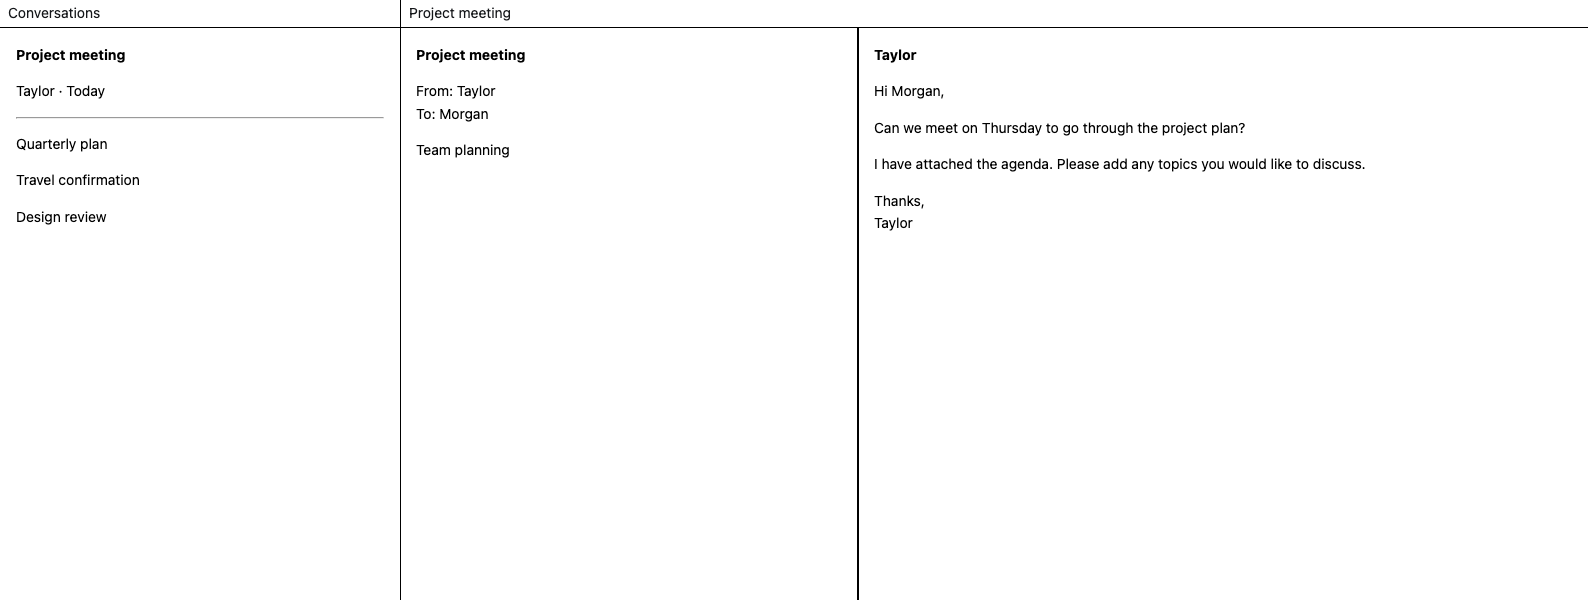 Conversations
Project meeting
Project meeting
Taylor · Today
Quarterly plan
Travel confirmation
Design review
Project meeting
From: Taylor
To: Morgan
Team planning
Taylor
Hi Morgan,
Can we meet on Thursday to go through the project plan?
I have attached the agenda. Please add any topics you would like to discuss.
Thanks,
Taylor